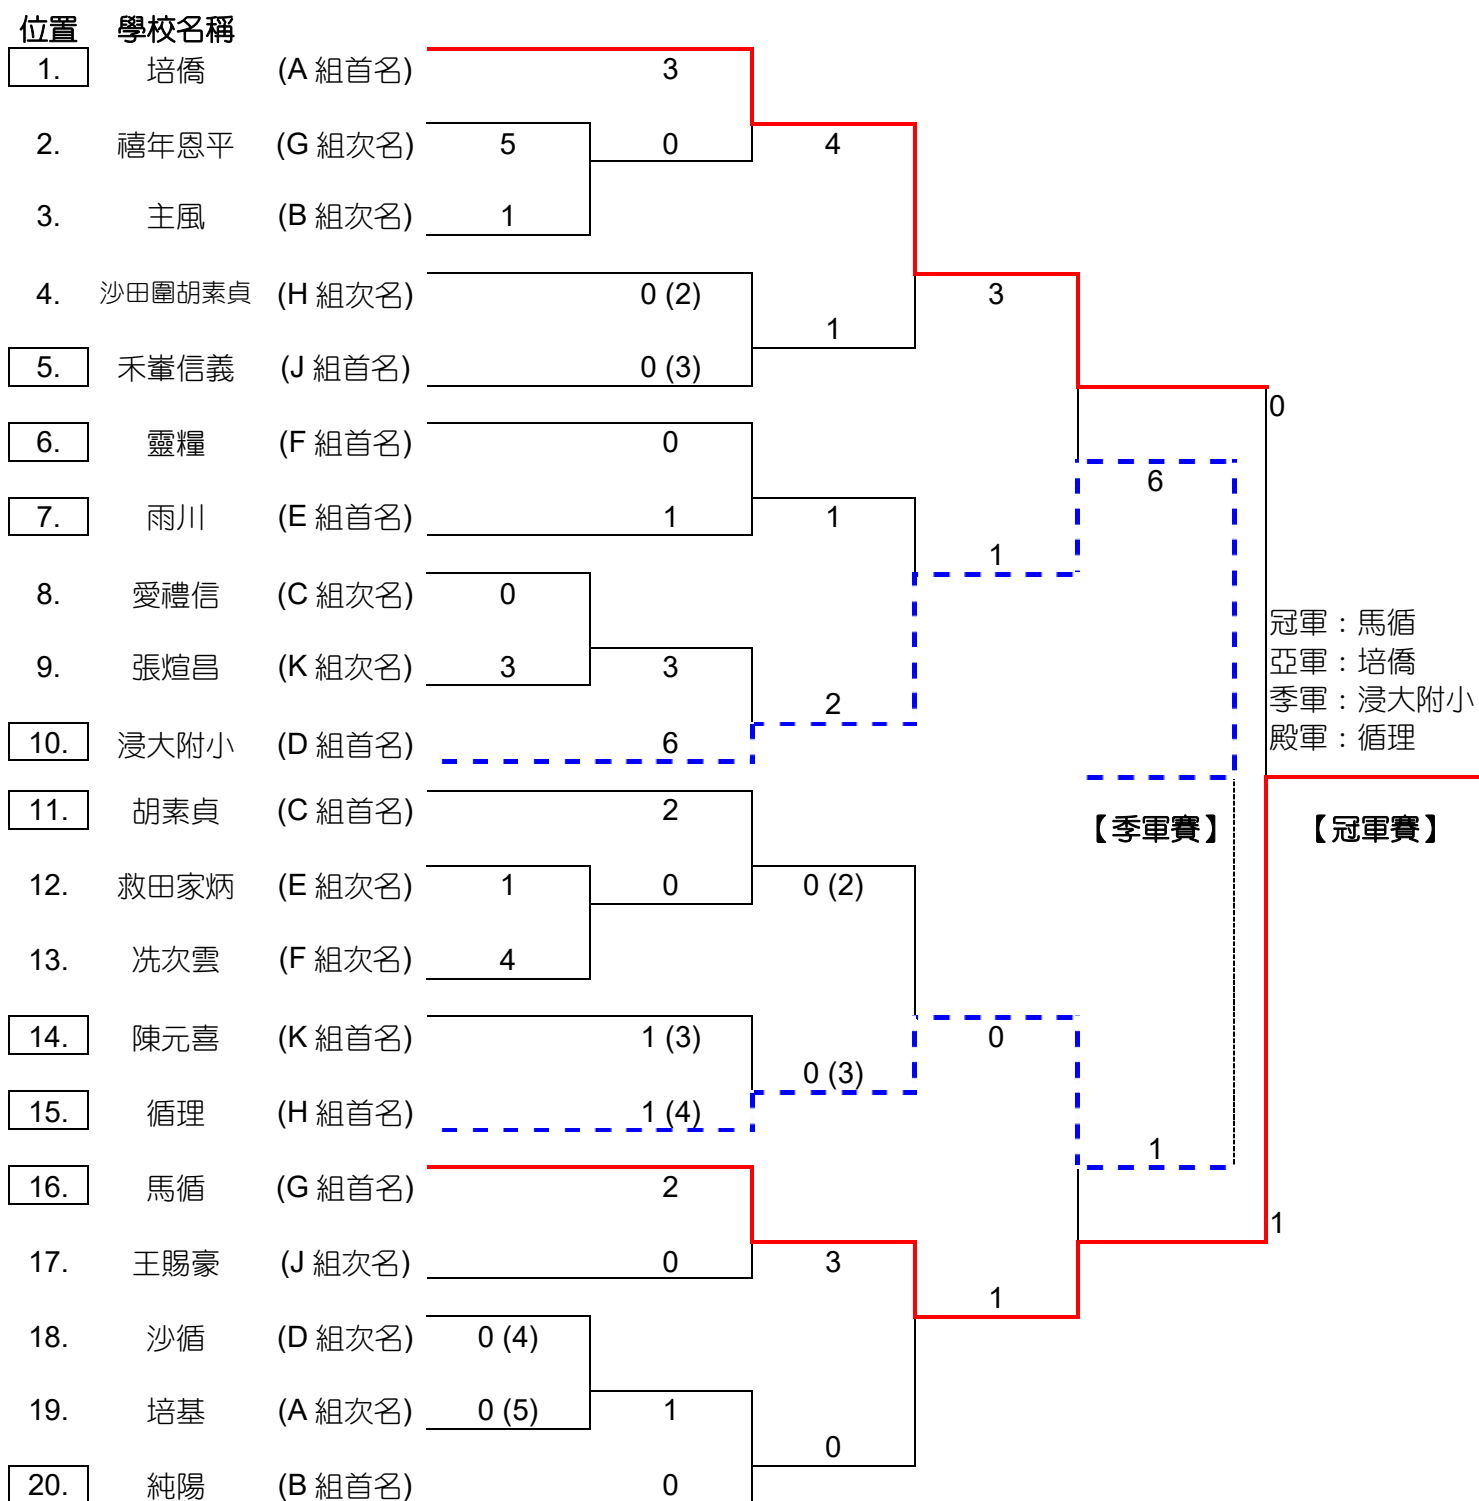 位置 學校名稱
1. 培僑 (A 組首名) 3
2. 禧年恩平 (G 組次名) 5 0 4
3. 主風 (B 組次名) 1
4. 沙田圍胡素貞 (H 組次名) 0 (2) 3
1
5. 禾輋信義 (J 組首名) 0 (3)
0
6. 靈糧 (F 組首名) 0
6
7. 雨川 (E 組首名) 1 1
1
8. 愛禮信 (C 組次名) 0
冠軍：馬循
9. 張煊昌 (K 組次名) 3 3
亞軍：培僑
2
季軍：浸大附小
10. 浸大附小 (D 組首名) 6
殿軍：循理
11. 胡素貞 (C 組首名) 2
【季軍賽】 【冠軍賽】
12. 救田家炳 (E 組次名) 1 0 0 (2)
13. 冼次雲 (F 組次名) 4
14. 陳元喜 (K 組首名) 1 (3) 0
0 (3)
15. 循理 (H 組首名) 1 (4)
1
16. 馬循 (G 組首名) 2
1
17. 王賜豪 (J 組次名) 0 3
1
18. 沙循 (D 組次名) 0 (4)
19. 培基 (A 組次名) 0 (5) 1
0
20. 純陽 (B 組首名) 0